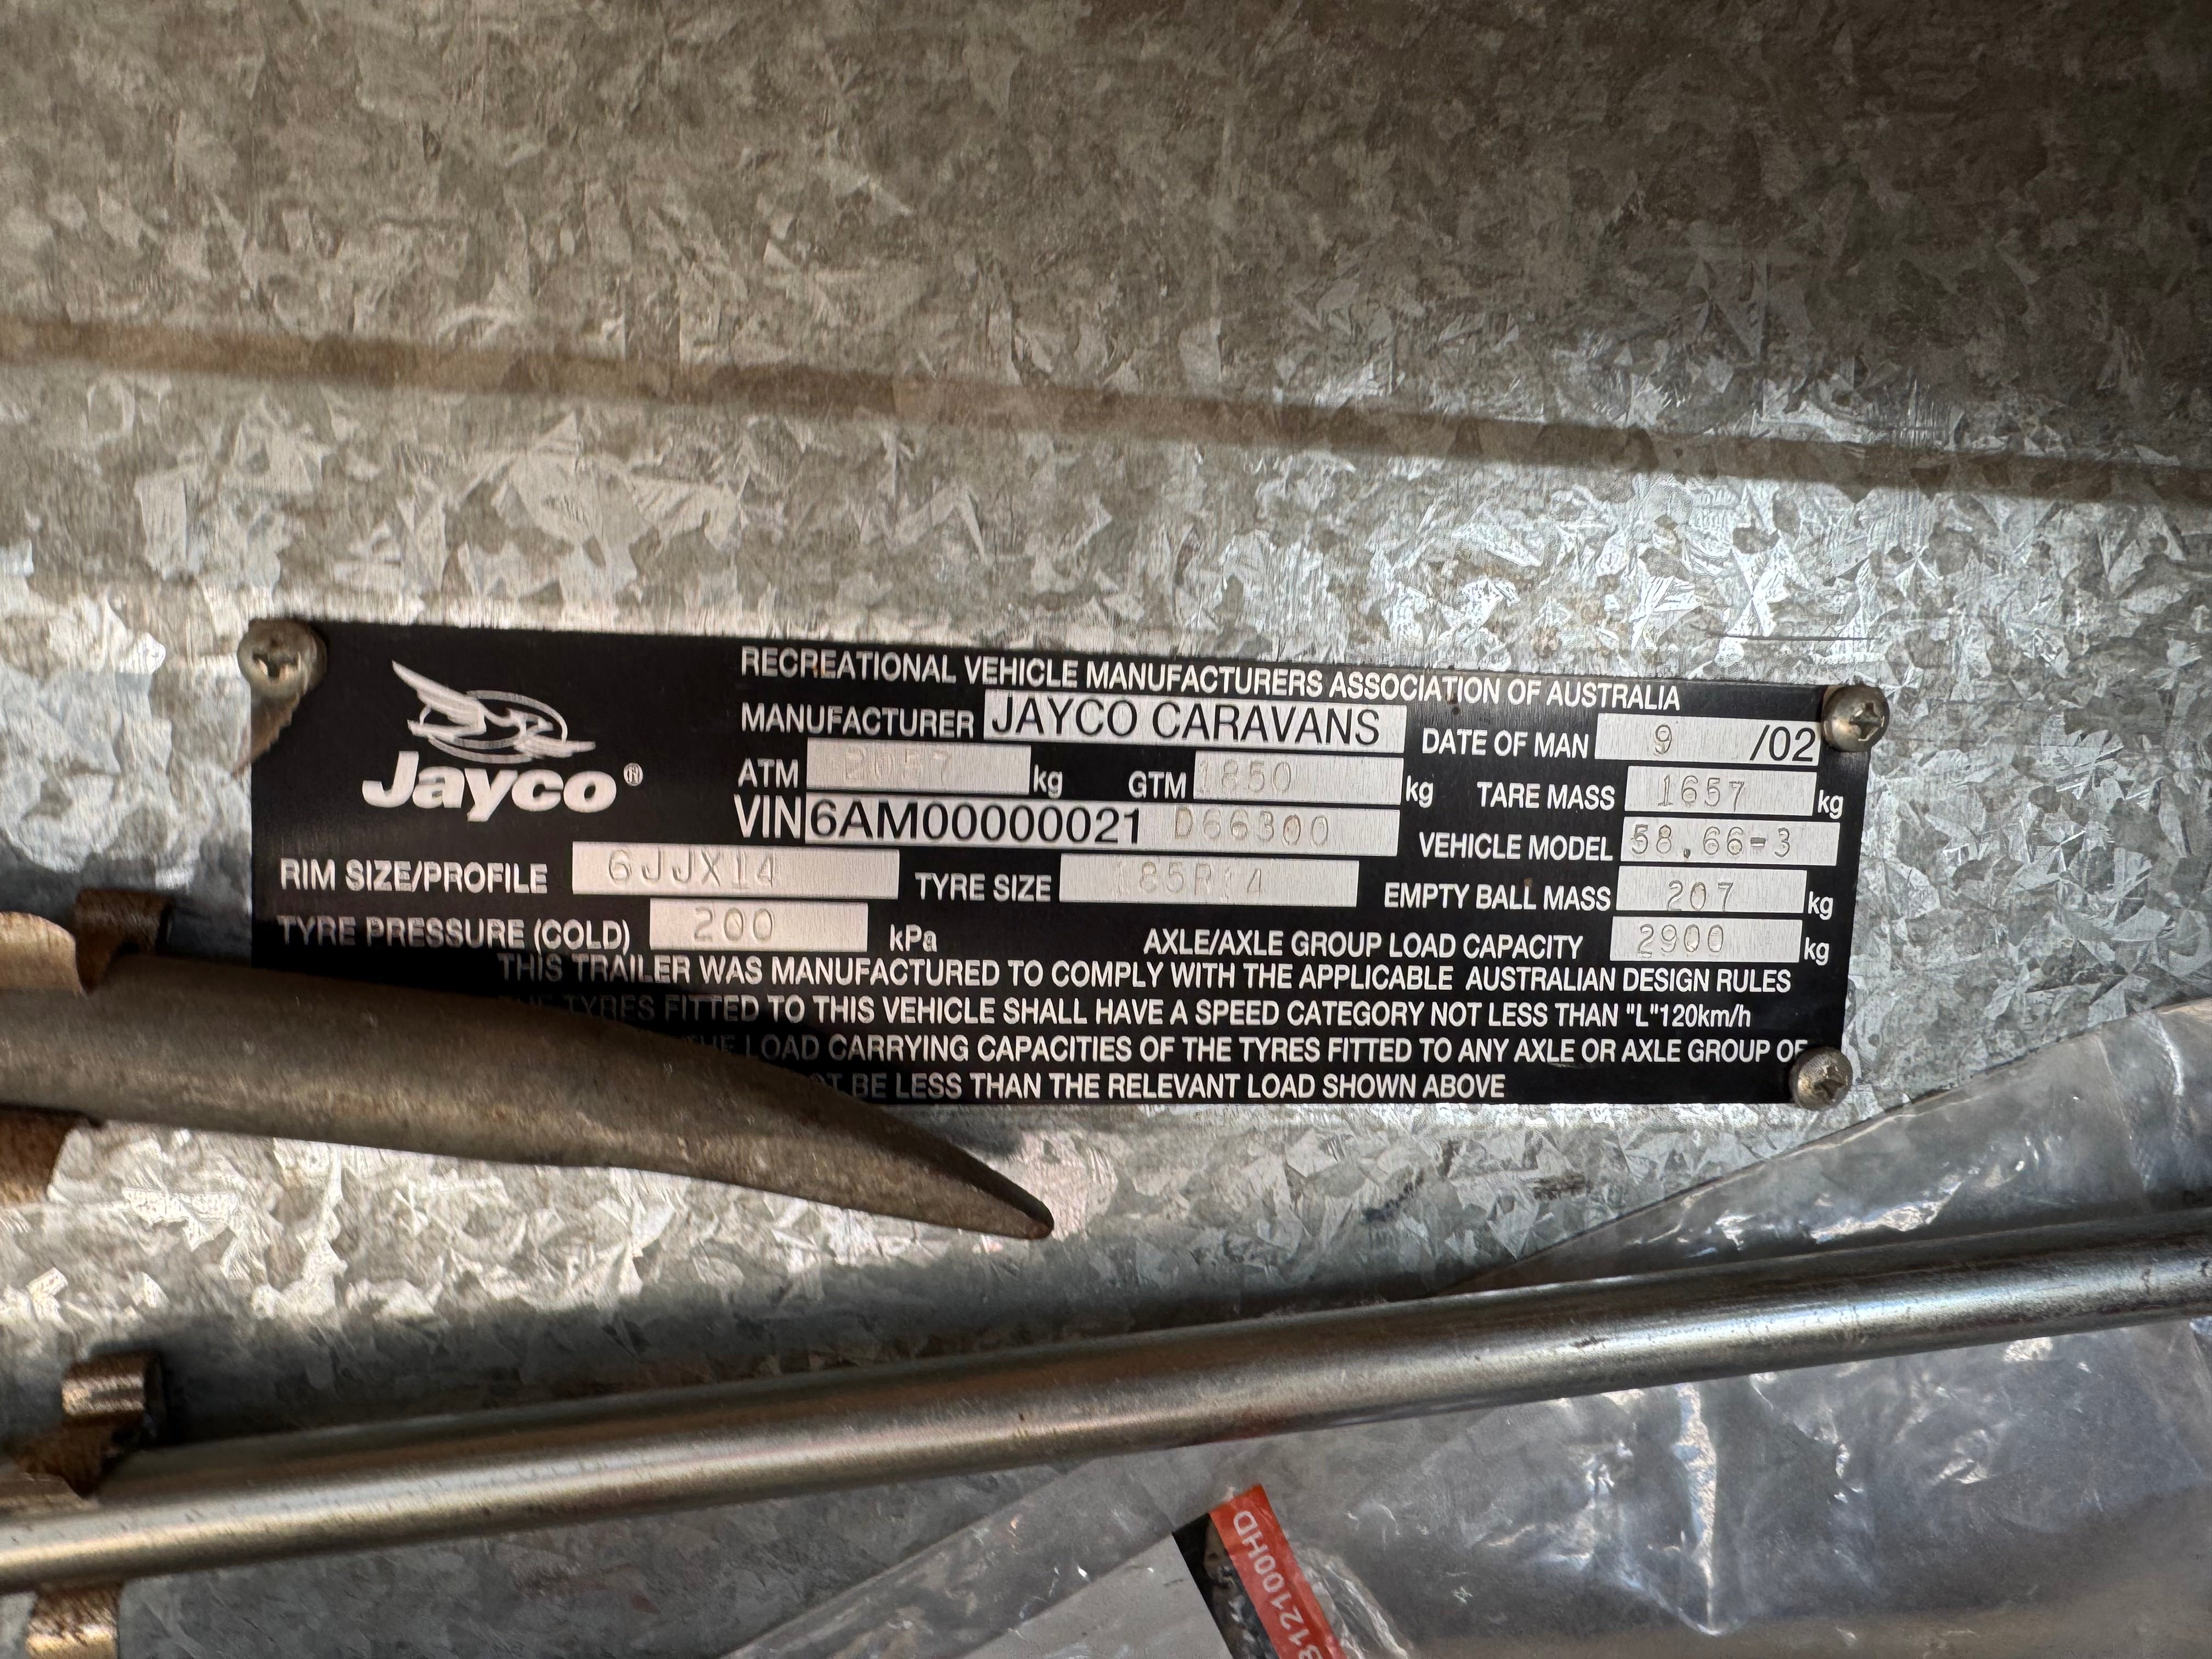 RECREATIONAL VEHICLE MANUFACTURERS ASSOCIATION OF AUSTRALIA
Jayco®
MANUFACTURER JAYCO CARAVANS DATE OF MAN 9 /02
ATM 2057 kg GTM 1850 kg TARE MASS 1657 kg
VIN 6AM00000021 D66300 VEHICLE MODEL 58.66-3
RIM SIZE/PROFILE 6JJX14 TYRE SIZE 185R14 EMPTY BALL MASS 207 kg
TYRE PRESSURE (COLD) 200 kPa AXLE/AXLE GROUP LOAD CAPACITY 2900 kg
THIS TRAILER WAS MANUFACTURED TO COMPLY WITH THE APPLICABLE AUSTRALIAN DESIGN RULES
THE TYRES FITTED TO THIS VEHICLE SHALL HAVE A SPEED CATEGORY NOT LESS THAN "L"120km/h
THE LOAD CARRYING CAPACITIES OF THE TYRES FITTED TO ANY AXLE OR AXLE GROUP OF
BE LESS THAN THE RELEVANT LOAD SHOWN ABOVE
312100HD